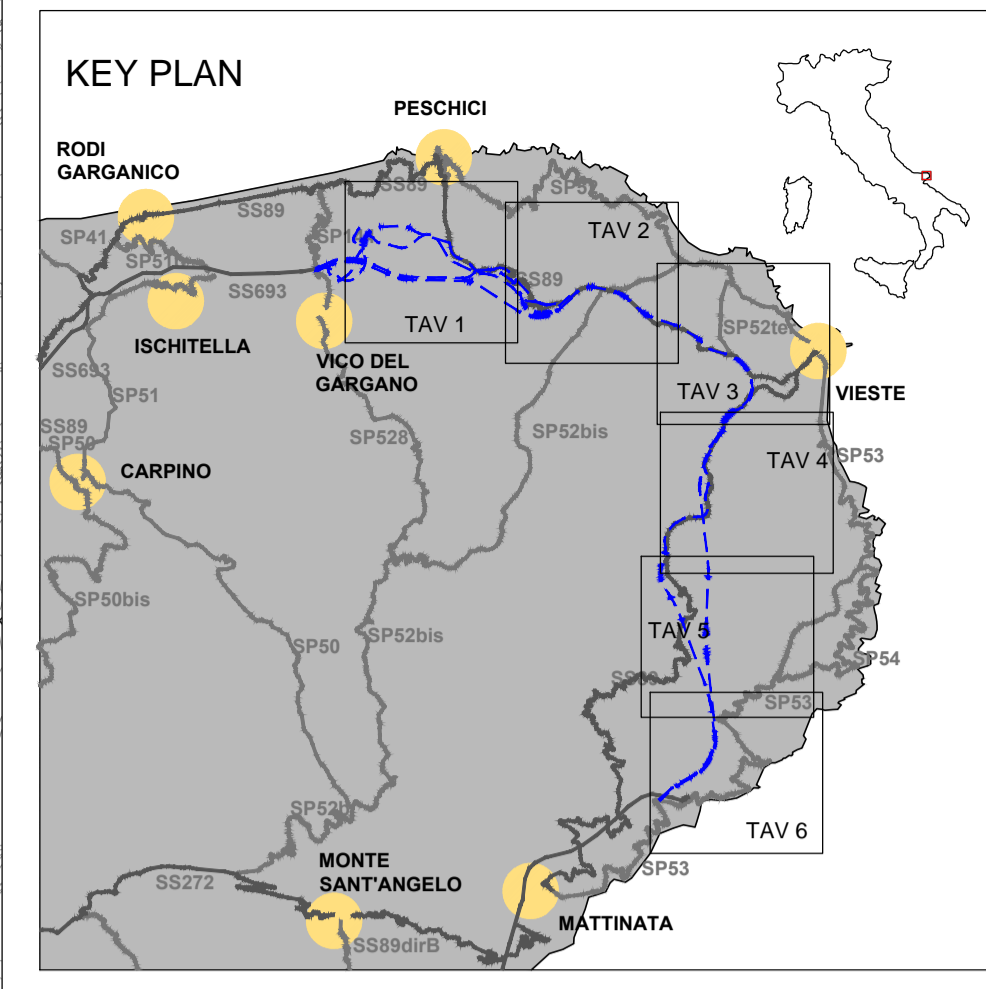 KEY PLAN
PESCHICI
RODI
GARGANICO
SS89
SS89
SP41
SP51
SS693
SS89
TAV 2
TAV 1
ISCHITELLA
VICO DEL
GARGANO
SP52ter
VIESTE
TAV 3
SS693
SP51
SS89
SP50
CARPINO
SP528
SP52bis
TAV 4
SP53
SP50bis
SP50
SP52bis
TAV 5
SP54
SP53
TAV 6
MONTE
SANT'ANGELO
SS272
SS89dirB
MATTINATA
SP53